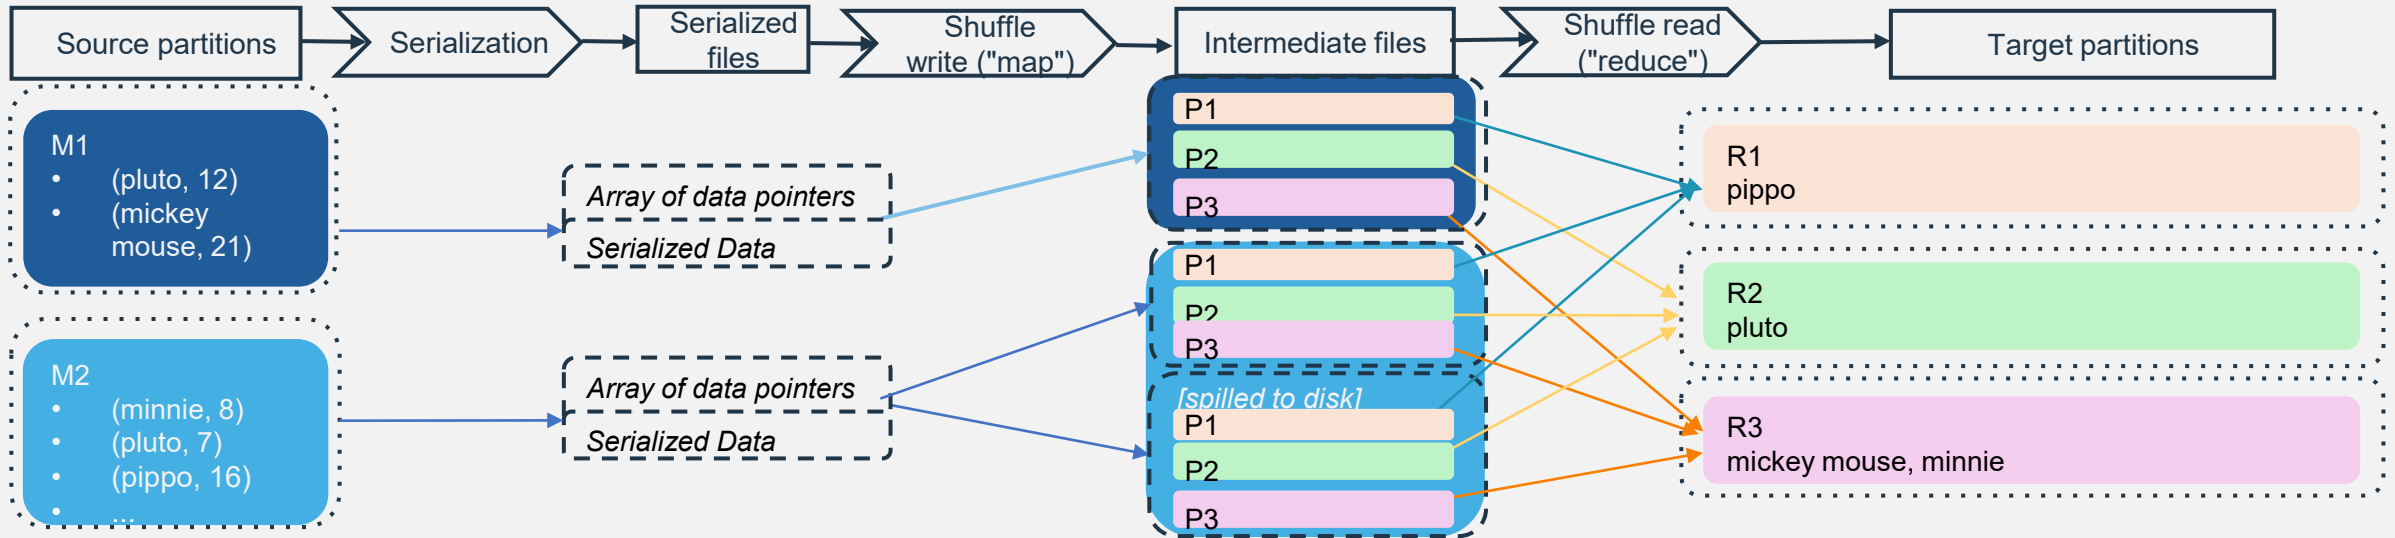 Source partitions
Serialization
Serialized
files
Shuffle
write ("map")
Intermediate files
Shuffle read
("reduce")
Target partitions
M1
• (pluto, 12)
• (mickey
mouse, 21)
M2
• (minnie, 8)
• (pluto, 7)
• (pippo, 16)
• ...
Array of data pointers
Serialized Data
Array of data pointers
Serialized Data
P1
P2
P3
P1
P2
P3
[spilled to disk]
P1
P2
P3
R1
pippo
R2
pluto
R3
mickey mouse, minnie